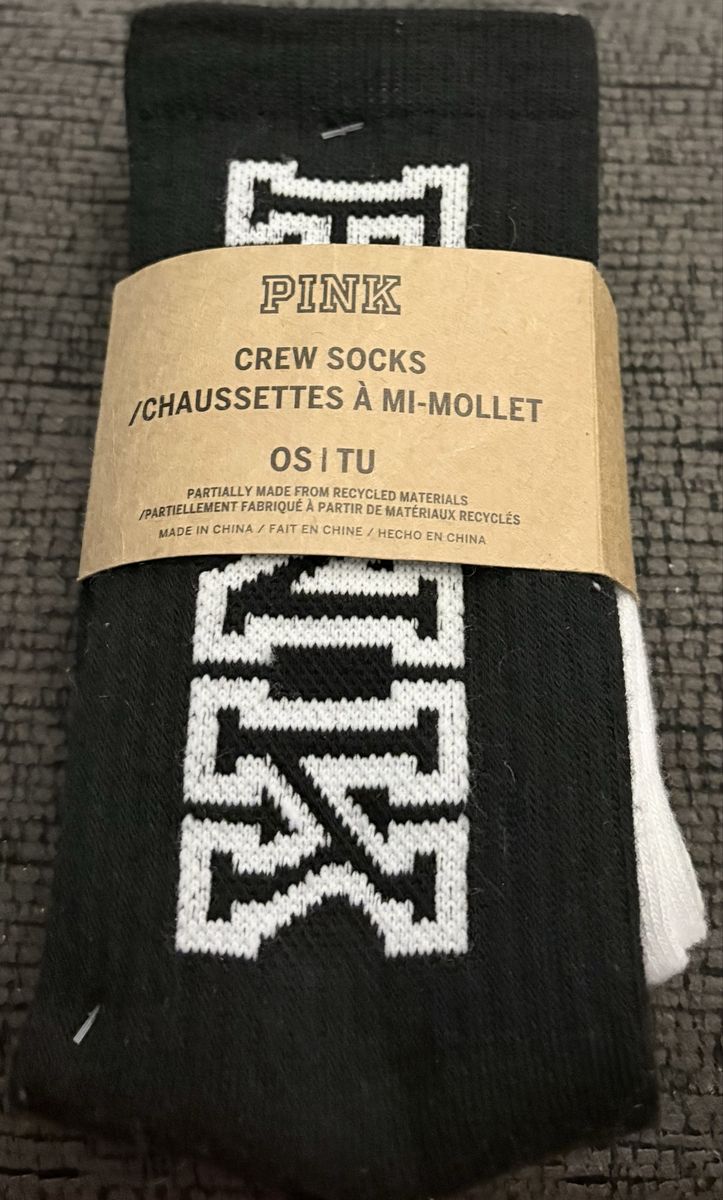 PINK
CREW SOCKS
/CHAUSSETTES À MI-MOLLET
OS | TU
PARTIALLY MADE FROM RECYCLED MATERIALS
/PARTIELLEMENT FABRIQUÉ À PARTIR DE MATÉRIAUX RECYCLÉS
MADE IN CHINA / FAIT EN CHINE / HECHO EN CHINA
PINK